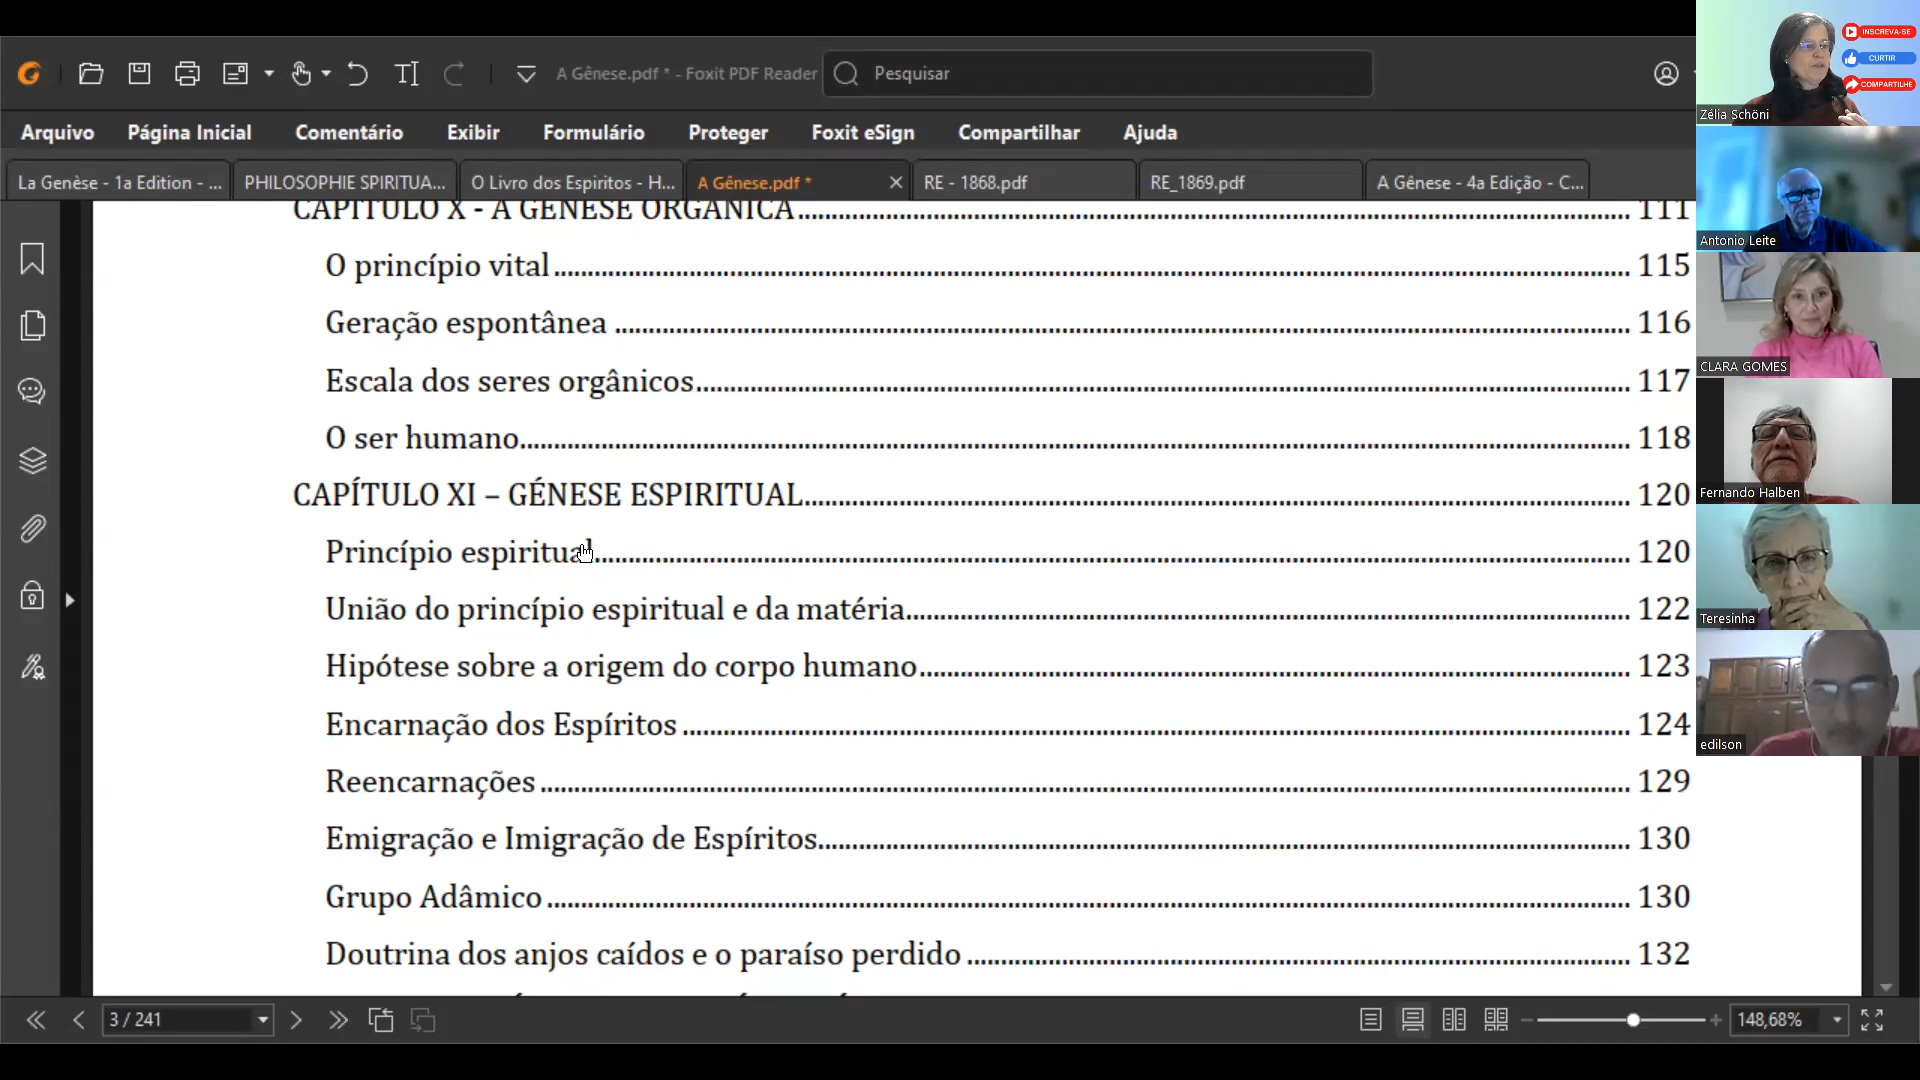 A Gênese.pdf * - Foxit PDF Reader
Pesquisar
Arquivo Página Inicial Comentário Exibir Formulário Proteger Foxit eSign Compartilhar Ajuda
La Genèse - 1a Edition - ... PHILOSOPHIE SPIRITUA... O Livro dos Espiritos - H... A Gênese.pdf * RE - 1868.pdf RE_1869.pdf A Gênese - 4a Edição - C...
CAPÍTULO X - A GÊNESE ORGÂNICA 111
O princípio vital 115
Geração espontânea 116
Escala dos seres orgânicos 117
O ser humano 118
CAPÍTULO XI – GÉNESE ESPIRITUAL 120
Princípio espiritual 120
União do princípio espiritual e da matéria 122
Hipótese sobre a origem do corpo humano 123
Encarnação dos Espíritos 124
Reencarnações 129
Emigração e Imigração de Espíritos 130
Grupo Adâmico 130
Doutrina dos anjos caídos e o paraíso perdido 132
3 / 241
148,68%
INSCREVA-SE
CURTIR
COMPARTILHE
Zélia Schöni
Antonio Leite
CLARA GOMES
Fernando Halben
Teresinha
edilson